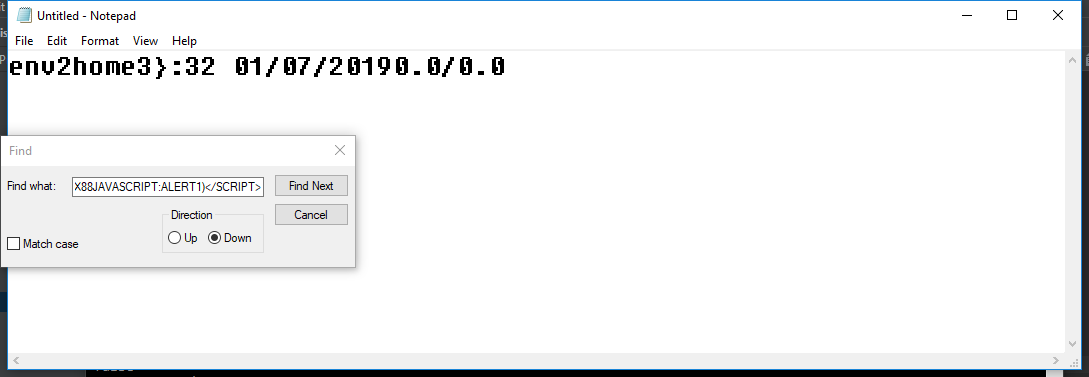 Untitled - Notepad
File Edit Format View Help
env2home3}:32 01/07/20190.0/0.0
Find
Find what: X88JAVASCRIPT:ALERT1)</SCRIPT> Find Next
Direction Cancel
Up Down
Match case